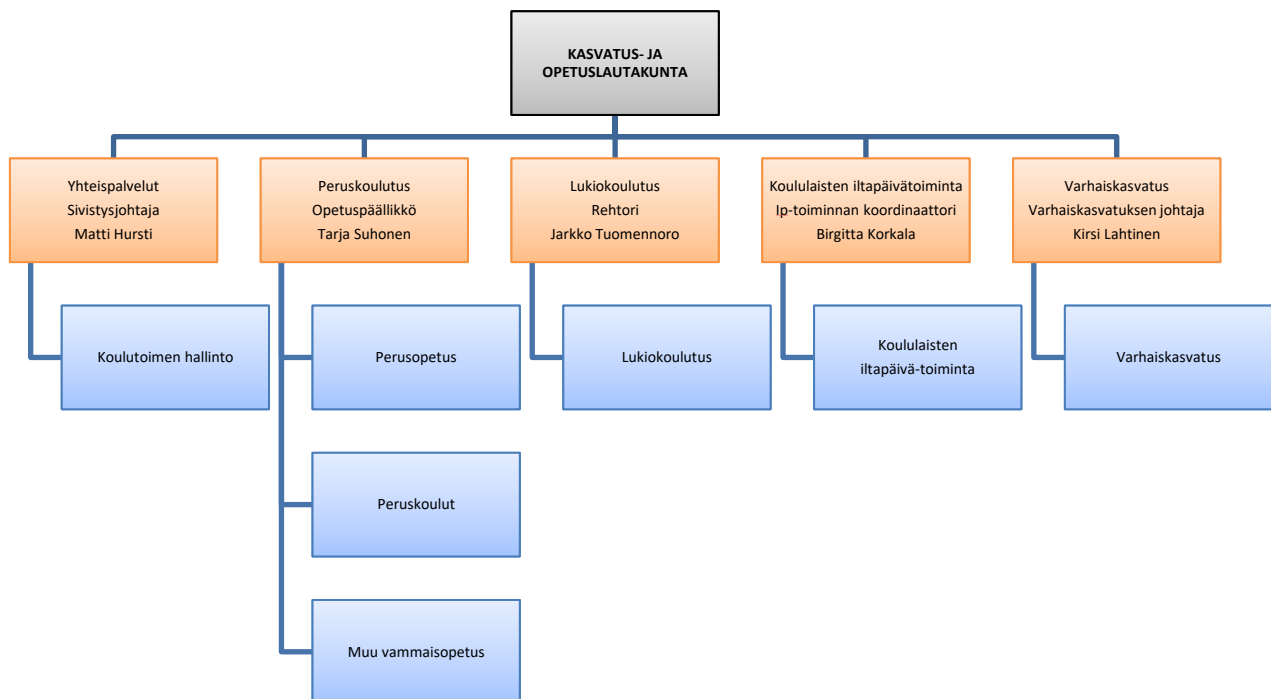 KASVATUS- JA
OPETUSLAUTAKUNTA
Yhteispalvelut
Sivistysjohtaja
Matti Hursti
Peruskoulutus
Opetuspäällikkö
Tarja Suhonen
Lukiokoulutus
Rehtori
Jarkko Tuomennoro
Koululaisten iltapäivätoiminta
Ip-toiminnan koordinaattori
Birgitta Korkala
Varhaiskasvatus
Varhaiskasvatuksen johtaja
Kirsi Lahtinen
Koulutoimen hallinto
Perusopetus
Lukiokoulutus
Koululaisten
iltapäivä-toiminta
Varhaiskasvatus
Peruskoulut
Muu vammaisopetus